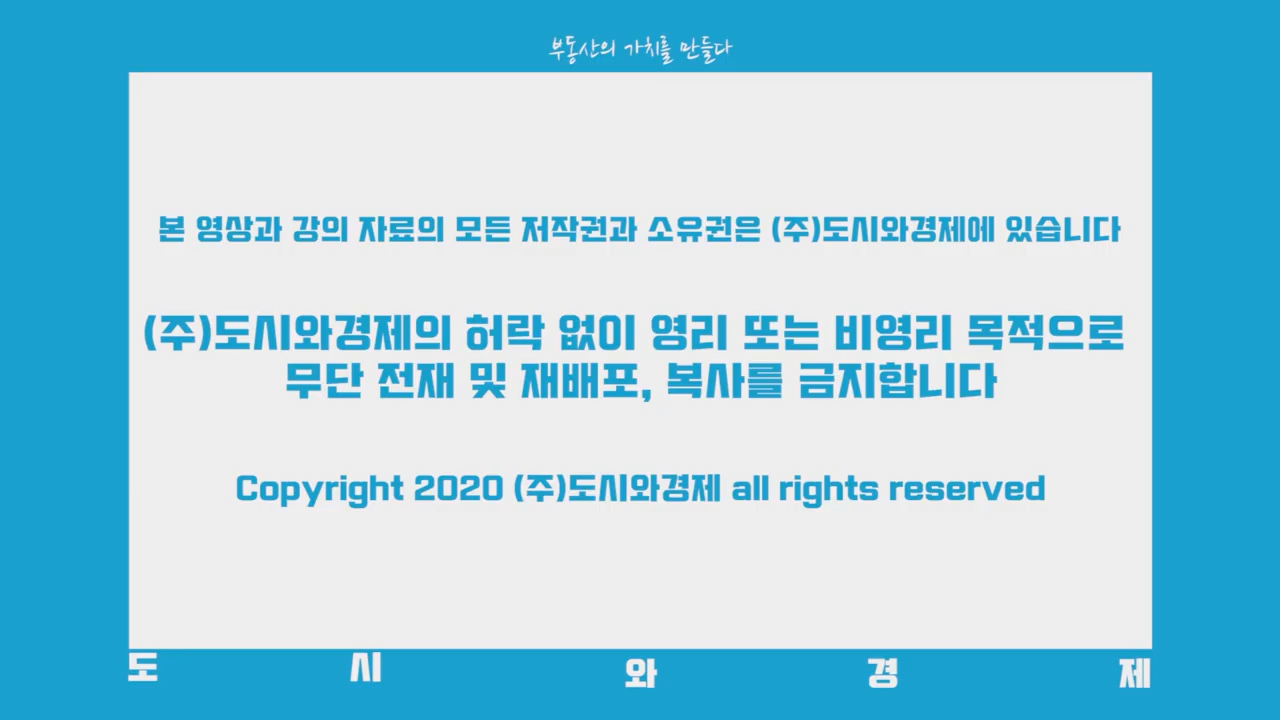 부동산의 가치를 만들다
본 영상과 강의 자료의 모든 저작권과 소유권은 (주)도시와경제에 있습니다
(주)도시와경제의 허락 없이 영리 또는 비영리 목적으로
무단 전재 및 재배포, 복사를 금지합니다
Copyright 2020 (주)도시와경제 all rights reserved
도 시 와 경 제